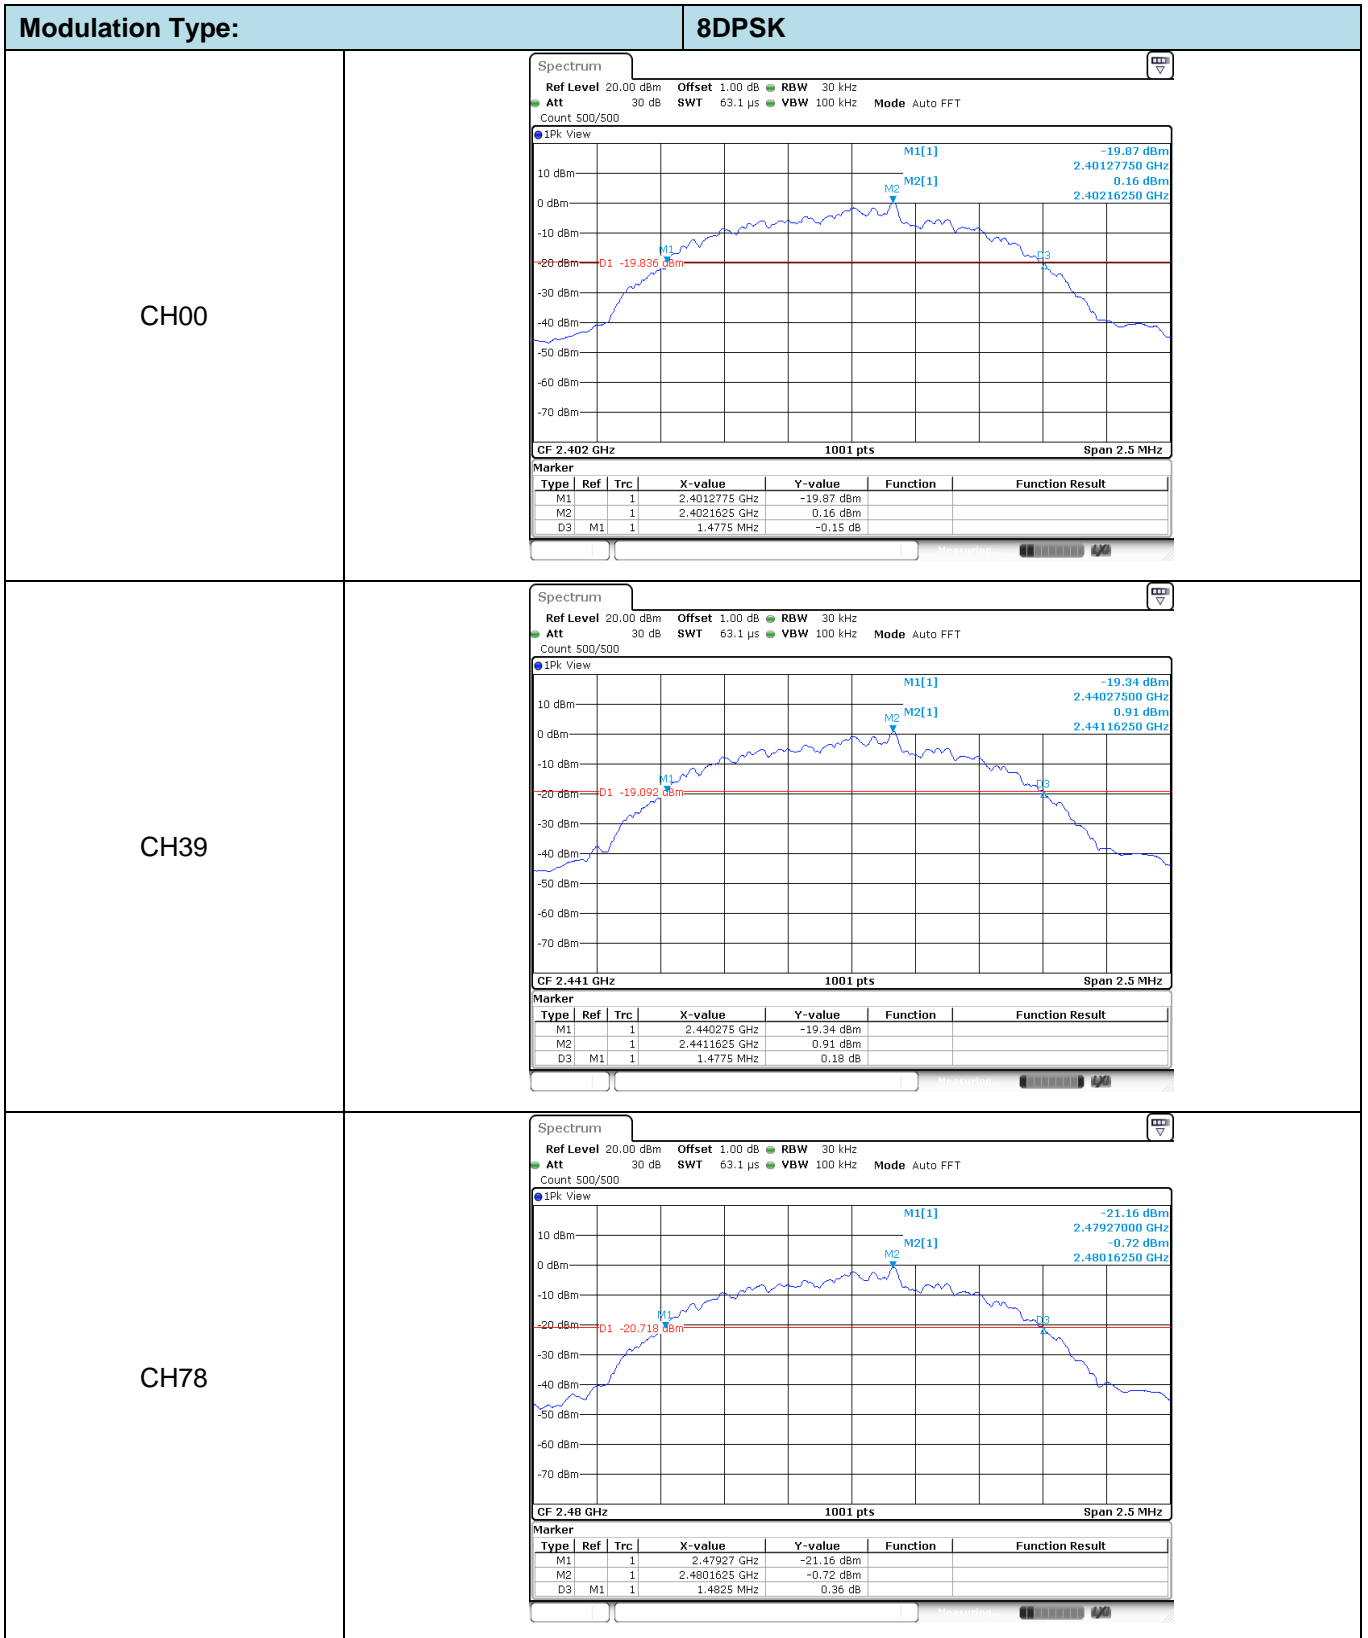 Modulation Type: 8DPSK
CH00
Spectrum
Ref Level 20.00 dBm Offset 1.00 dB RBW 30 kHz
Att 30 dB SWT 63.1 µs VBW 100 kHz Mode Auto FFT
Count 500/500
1Pk View
M1[1] -19.87 dBm
2.40127750 GHz
10 dBm
M2[1] 0.16 dBm
M2
2.40216250 GHz
0 dBm
-10 dBm
M1
D3
-20 dBm D1 -19.836 dBm
-30 dBm
-40 dBm
-50 dBm
-60 dBm
-70 dBm
CF 2.402 GHz 1001 pts Span 2.5 MHz
Marker
Type Ref Trc X-value Y-value Function Function Result
M1 1 2.4012775 GHz -19.87 dBm
M2 1 2.4021625 GHz 0.16 dBm
D3 M1 1 1.4775 MHz -0.15 dB
Measuring LXI
CH39
Spectrum
Ref Level 20.00 dBm Offset 1.00 dB RBW 30 kHz
Att 30 dB SWT 63.1 µs VBW 100 kHz Mode Auto FFT
Count 500/500
1Pk View
M1[1] -19.34 dBm
2.44027500 GHz
10 dBm
M2[1] 0.91 dBm
M2
2.44116250 GHz
0 dBm
-10 dBm
M1
D3
-20 dBm D1 -19.092 dBm
-30 dBm
-40 dBm
-50 dBm
-60 dBm
-70 dBm
CF 2.441 GHz 1001 pts Span 2.5 MHz
Marker
Type Ref Trc X-value Y-value Function Function Result
M1 1 2.440275 GHz -19.34 dBm
M2 1 2.4411625 GHz 0.91 dBm
D3 M1 1 1.4775 MHz 0.18 dB
Measuring LXI
CH78
Spectrum
Ref Level 20.00 dBm Offset 1.00 dB RBW 30 kHz
Att 30 dB SWT 63.1 µs VBW 100 kHz Mode Auto FFT
Count 500/500
1Pk View
M1[1] -21.16 dBm
2.47927000 GHz
10 dBm
M2[1] -0.72 dBm
M2
2.48016250 GHz
0 dBm
-10 dBm
M1
D3
-20 dBm D1 -20.718 dBm
-30 dBm
-40 dBm
-50 dBm
-60 dBm
-70 dBm
CF 2.48 GHz 1001 pts Span 2.5 MHz
Marker
Type Ref Trc X-value Y-value Function Function Result
M1 1 2.47927 GHz -21.16 dBm
M2 1 2.4801625 GHz -0.72 dBm
D3 M1 1 1.4825 MHz 0.36 dB
Measuring LXI